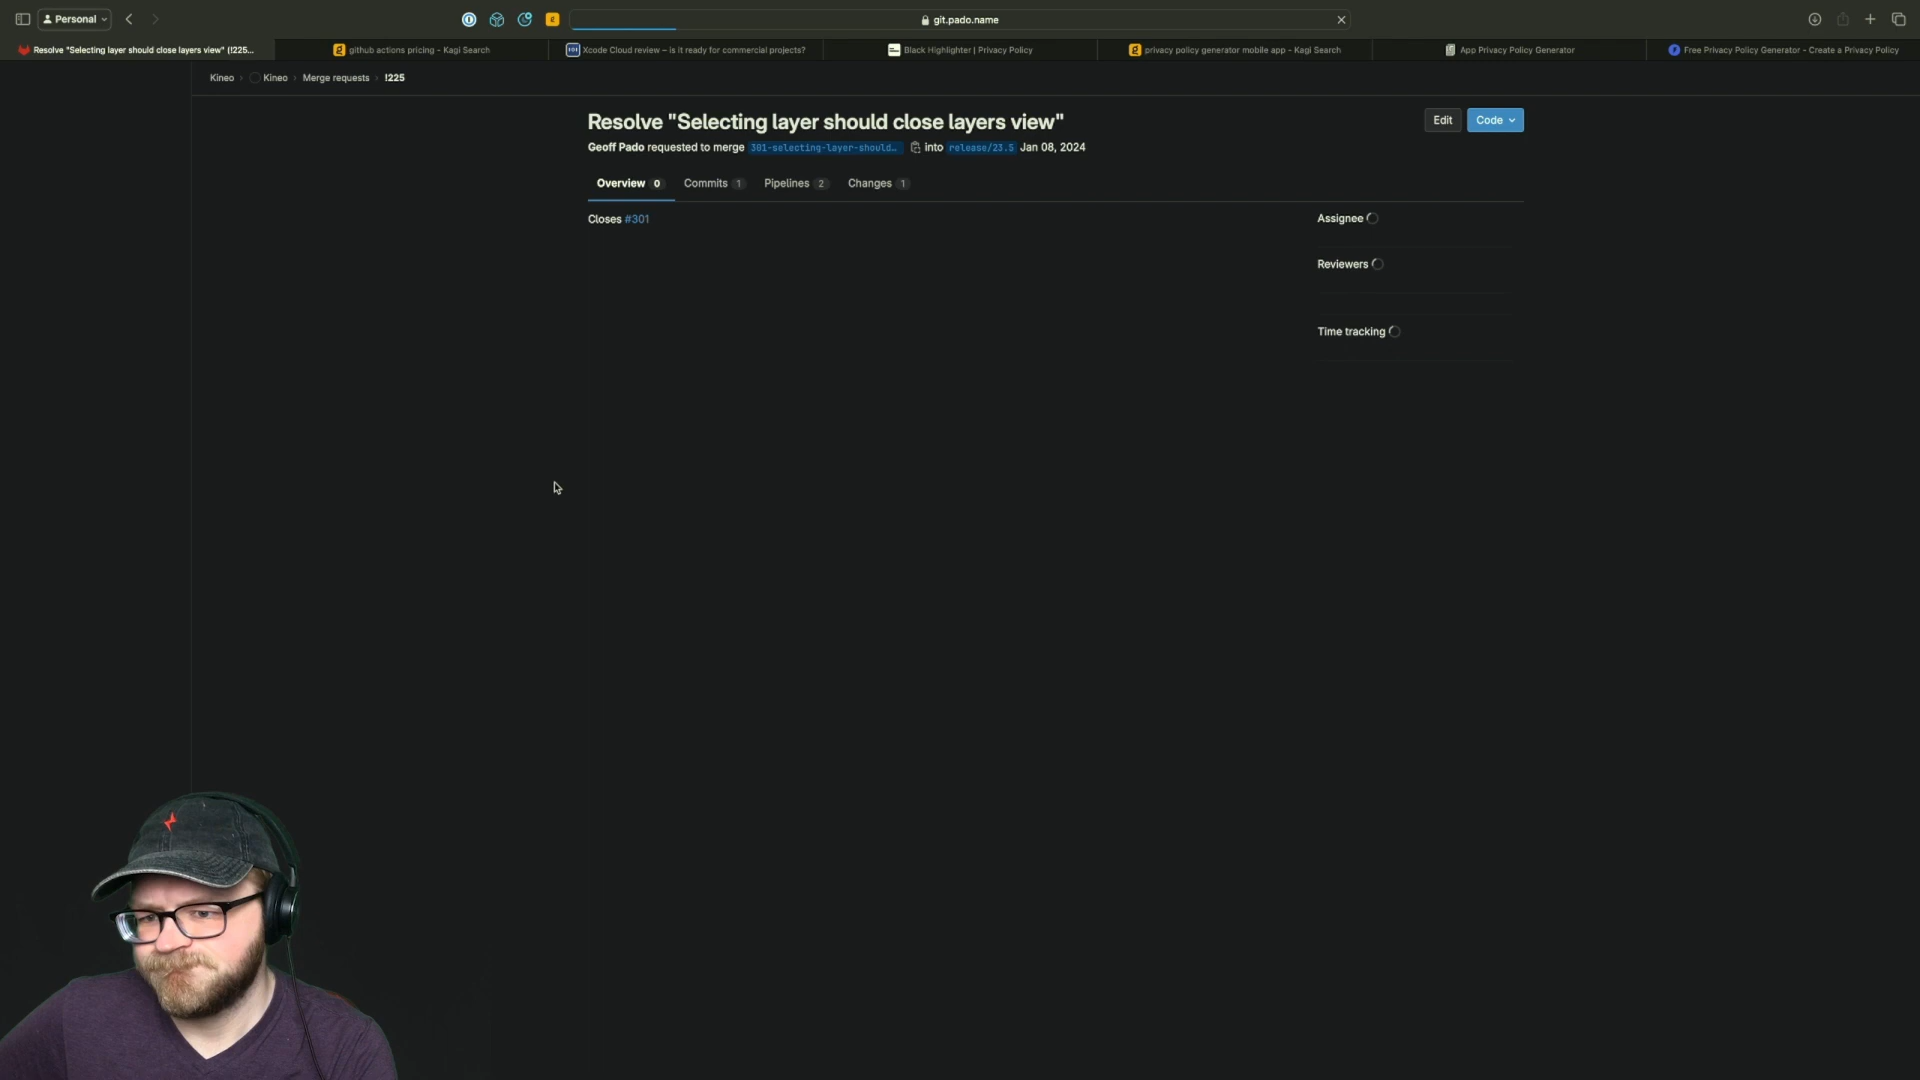 Personal
git.pado.name
Resolve "Selecting layer should close layers view" (!225...
github actions pricing - Kagi Search
Xcode Cloud review – is it ready for commercial projects?
Black Highlighter | Privacy Policy
privacy policy generator mobile app - Kagi Search
App Privacy Policy Generator
Free Privacy Policy Generator - Create a Privacy Policy
Kineo › Kineo › Merge requests › !225
Resolve "Selecting layer should close layers view"
Edit
Code
Geoff Pado requested to merge 301-selecting-layer-should… into release/23.5 Jan 08, 2024
Overview 0 Commits 1 Pipelines 2 Changes 1
Closes #301
Assignee
Reviewers
Time tracking